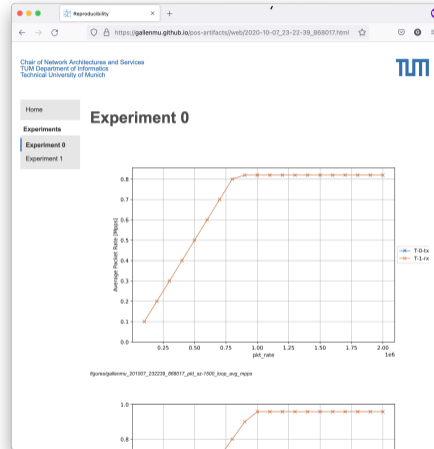 Reproducibility
https://gallenmu.github.io/pos-artifacts//web/2020-10-07_23-22-39_868017.html
Chair of Network Architectures and Services
TUM Department of Informatics
Technical University of Munich
TUM
Home
Experiments
Experiment 0
Experiment 1
Experiment 0
Average Packet Rate [Mpps]
0.8
0.7
0.6
0.5
0.4
0.3
0.2
0.1
0.0
0.25 0.50 0.75 1.00 1.25 1.50 1.75 2.00
1e6
pkt_rate
T-0-tx
T-1-rx
figures/gallenmu_201007_232239_868017_pkt_sz-1500_loop_avg_mpps
1.0
0.8